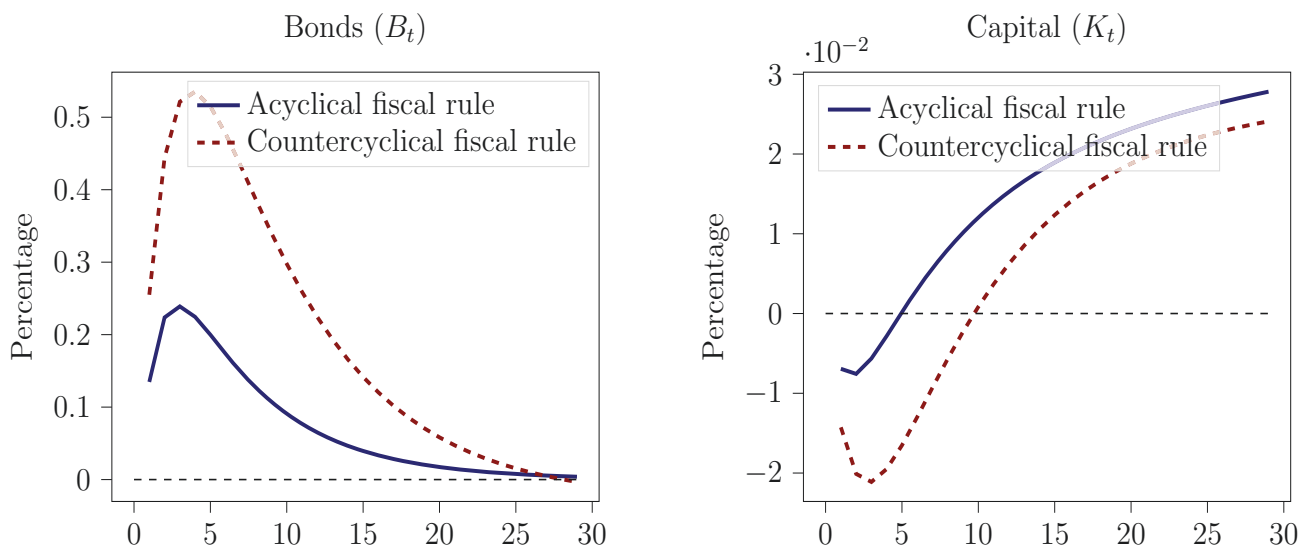 Bonds (B_t)
Percentage
0.5
0.4
0.3
0.2
0.1
0
Acyclical fiscal rule
Countercyclical fiscal rule
0 5 10 15 20 25 30
Capital (K_t)
·10⁻²
Percentage
3
2
1
0
−1
−2
Acyclical fiscal rule
Countercyclical fiscal rule
0 5 10 15 20 25 30